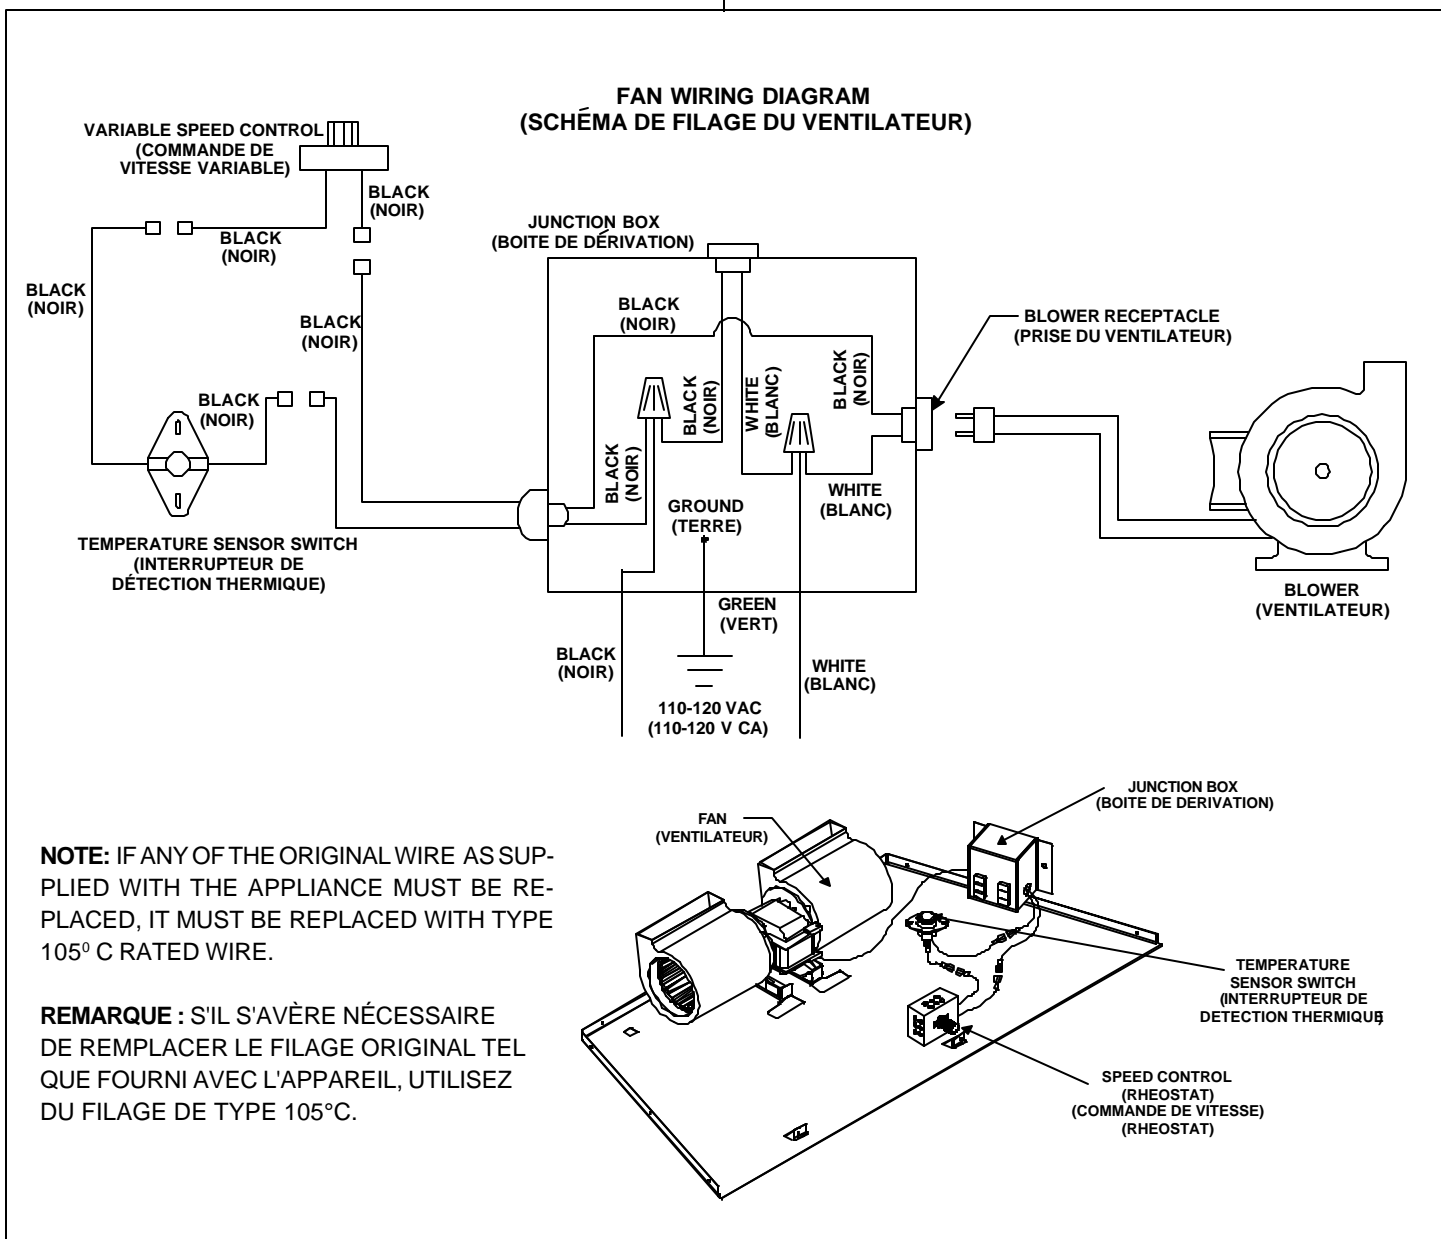 FAN WIRING DIAGRAM
(SCHÉMA DE FILAGE DU VENTILATEUR)
VARIABLE SPEED CONTROL
(COMMANDE DE
VITESSE VARIABLE)
BLACK
(NOIR)
BLACK
(NOIR)
BLACK
(NOIR)
BLACK
(NOIR)
BLACK
(NOIR)
TEMPERATURE SENSOR SWITCH
(INTERRUPTEUR DE
DÉTECTION THERMIQUE)
JUNCTION BOX
(BOITE DE DÉRIVATION)
BLACK
(NOIR)
BLACK
(NOIR)
WHITE
(BLANC)
BLACK
(NOIR)
BLACK
(NOIR)
GROUND
(TERRE)
WHITE
(BLANC)
BLOWER RECEPTACLE
(PRISE DU VENTILATEUR)
BLOWER
(VENTILATEUR)
GREEN
(VERT)
BLACK
(NOIR)
WHITE
(BLANC)
110-120 VAC
(110-120 V CA)
NOTE: IF ANY OF THE ORIGINAL WIRE AS SUP-
PLIED WITH THE APPLIANCE MUST BE RE-
PLACED, IT MUST BE REPLACED WITH TYPE
105⁰ C RATED WIRE.
REMARQUE : S'IL S'AVÈRE NÉCESSAIRE
DE REMPLACER LE FILAGE ORIGINAL TEL
QUE FOURNI AVEC L'APPAREIL, UTILISEZ
DU FILAGE DE TYPE 105°C.
FAN
(VENTILATEUR)
JUNCTION BOX
(BOITE DE DERIVATION)
TEMPERATURE
SENSOR SWITCH
(INTERRUPTEUR DE
DETECTION THERMIQUE)
SPEED CONTROL
(RHEOSTAT)
(COMMANDE DE VITESSE)
(RHEOSTAT)